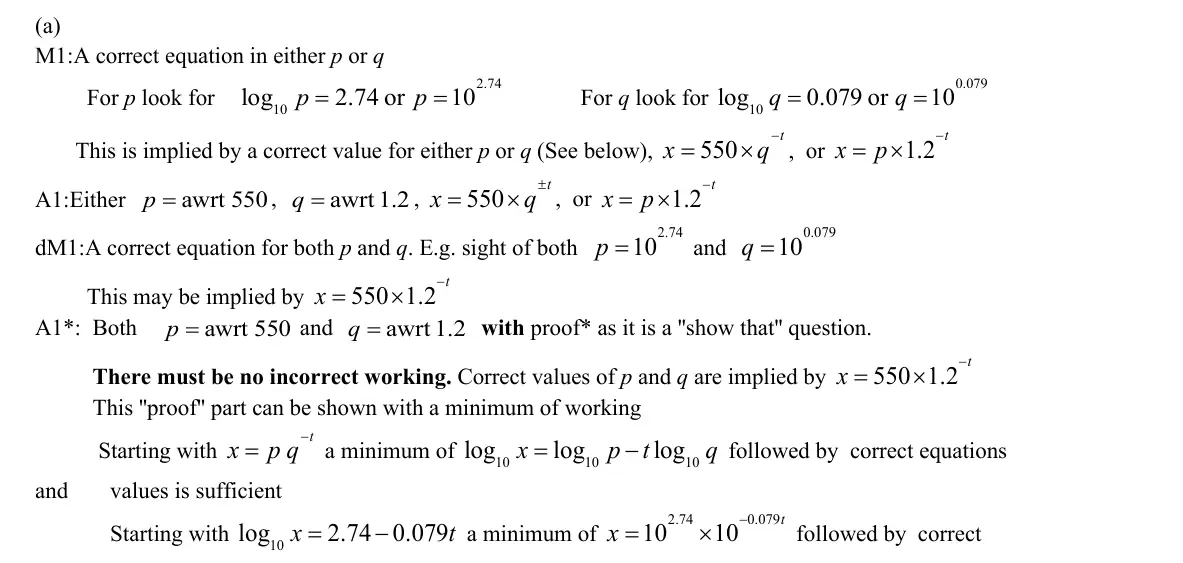 (a)
M1:A correct equation in either p or q
For p look for log₁₀ p = 2.74 or p = 10^2.74 For q look for log₁₀ q = 0.079 or q = 10^0.079
This is implied by a correct value for either p or q (See below), x = 550 × q^−t , or x = p × 1.2^−t
A1:Either p = awrt 550 , q = awrt 1.2 , x = 550 × q^±t , or x = p × 1.2^−t
dM1:A correct equation for both p and q. E.g. sight of both p = 10^2.74 and q = 10^0.079
This may be implied by x = 550 × 1.2^−t
A1*: Both p = awrt 550 and q = awrt 1.2 with proof* as it is a "show that" question.
There must be no incorrect working. Correct values of p and q are implied by x = 550 × 1.2^−t
This "proof" part can be shown with a minimum of working
Starting with x = p q^−t a minimum of log₁₀ x = log₁₀ p − t log₁₀ q followed by correct equations
and values is sufficient
Starting with log₁₀ x = 2.74 − 0.079t a minimum of x = 10^2.74 × 10^−0.079t followed by correct